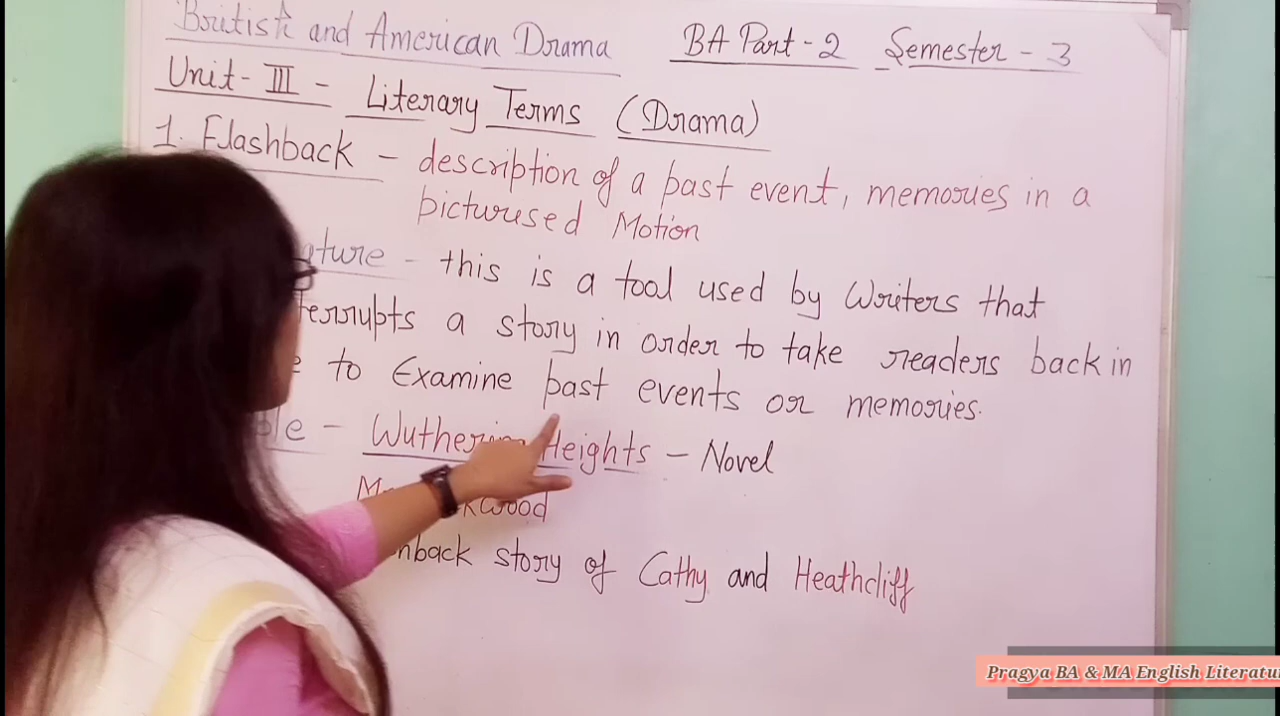 British and American Drama BA Part-2 Semester-3
Unit-III - Literary Terms (Drama)
1. Flashback - description of a past event, memories in a
picturised Motion
- this is a tool used by Writers that
a story in order to take readers back in
to Examine past events or memories.
- Wuthering Heights - Novel
story of Cathy and Heathcliff
Pragya BA & MA English